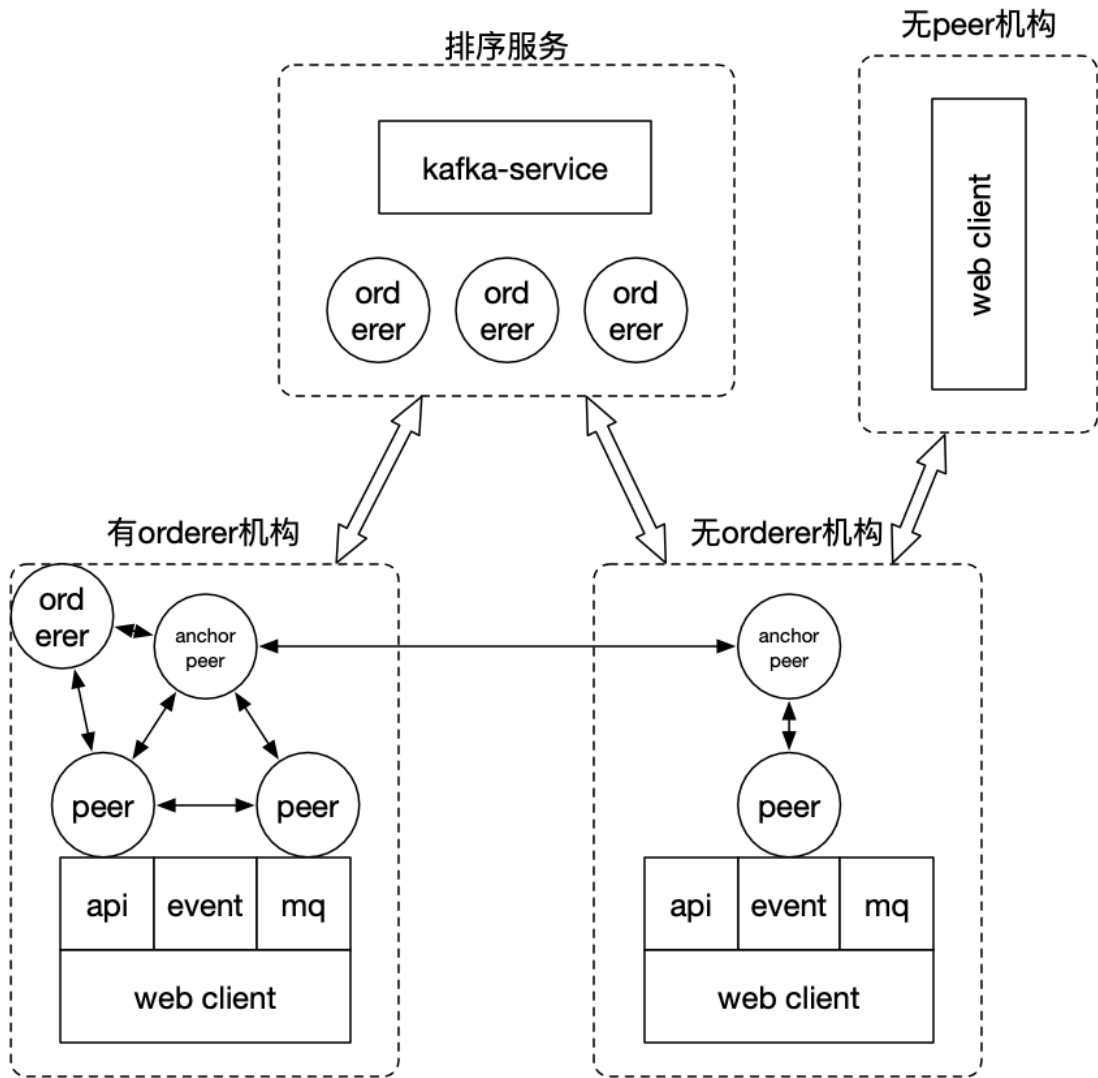 排序服务
kafka-service
ord
erer
ord
erer
ord
erer
无peer机构
web client
有orderer机构
ord
erer
anchor
peer
peer
peer
api
event
mq
web client
无orderer机构
anchor
peer
peer
api
event
mq
web client